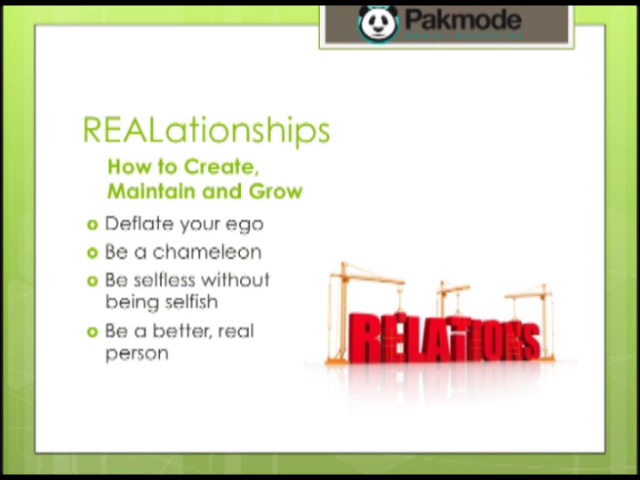 Pakmode
REALationships
How to Create,
Maintain and Grow
Deflate your ego
Be a chameleon
Be selfless without
being selfish
Be a better, real
person
RELATIONS